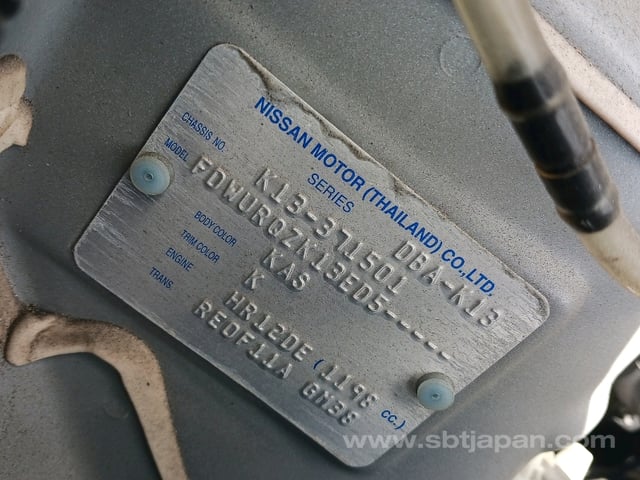 NISSAN MOTOR (THAILAND) CO.,LTD.
SERIES DBA-K13
CHASSIS NO. K13-371501
MODEL FDWURQZK13ED5-----
BODY COLOR KAS
TRIM COLOR K
ENGINE HR12DE (1198 cc.)
TRANS. RE0F11A GM38
www.sbtjapan.com